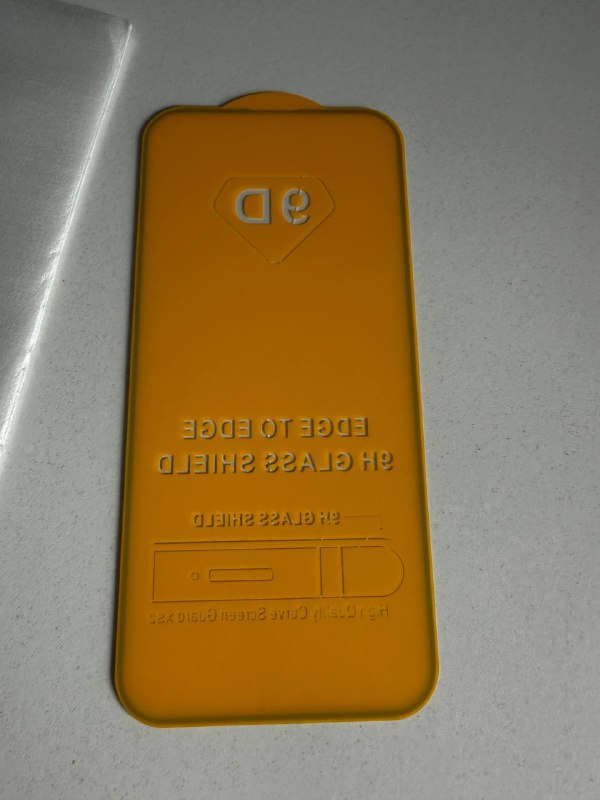 9D
EDGE TO EDGE
9H GLASS SHIELD
9H GLASS SHIELD
High Quality Curve Screen Guard